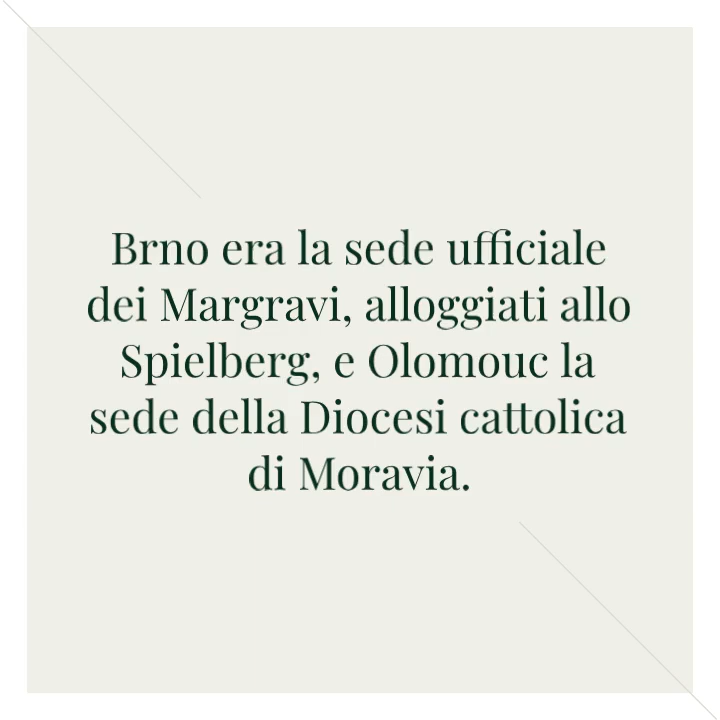 Brno era la sede ufficiale
dei Margravi, alloggiati allo
Spielberg, e Olomouc la
sede della Diocesi cattolica
di Moravia.